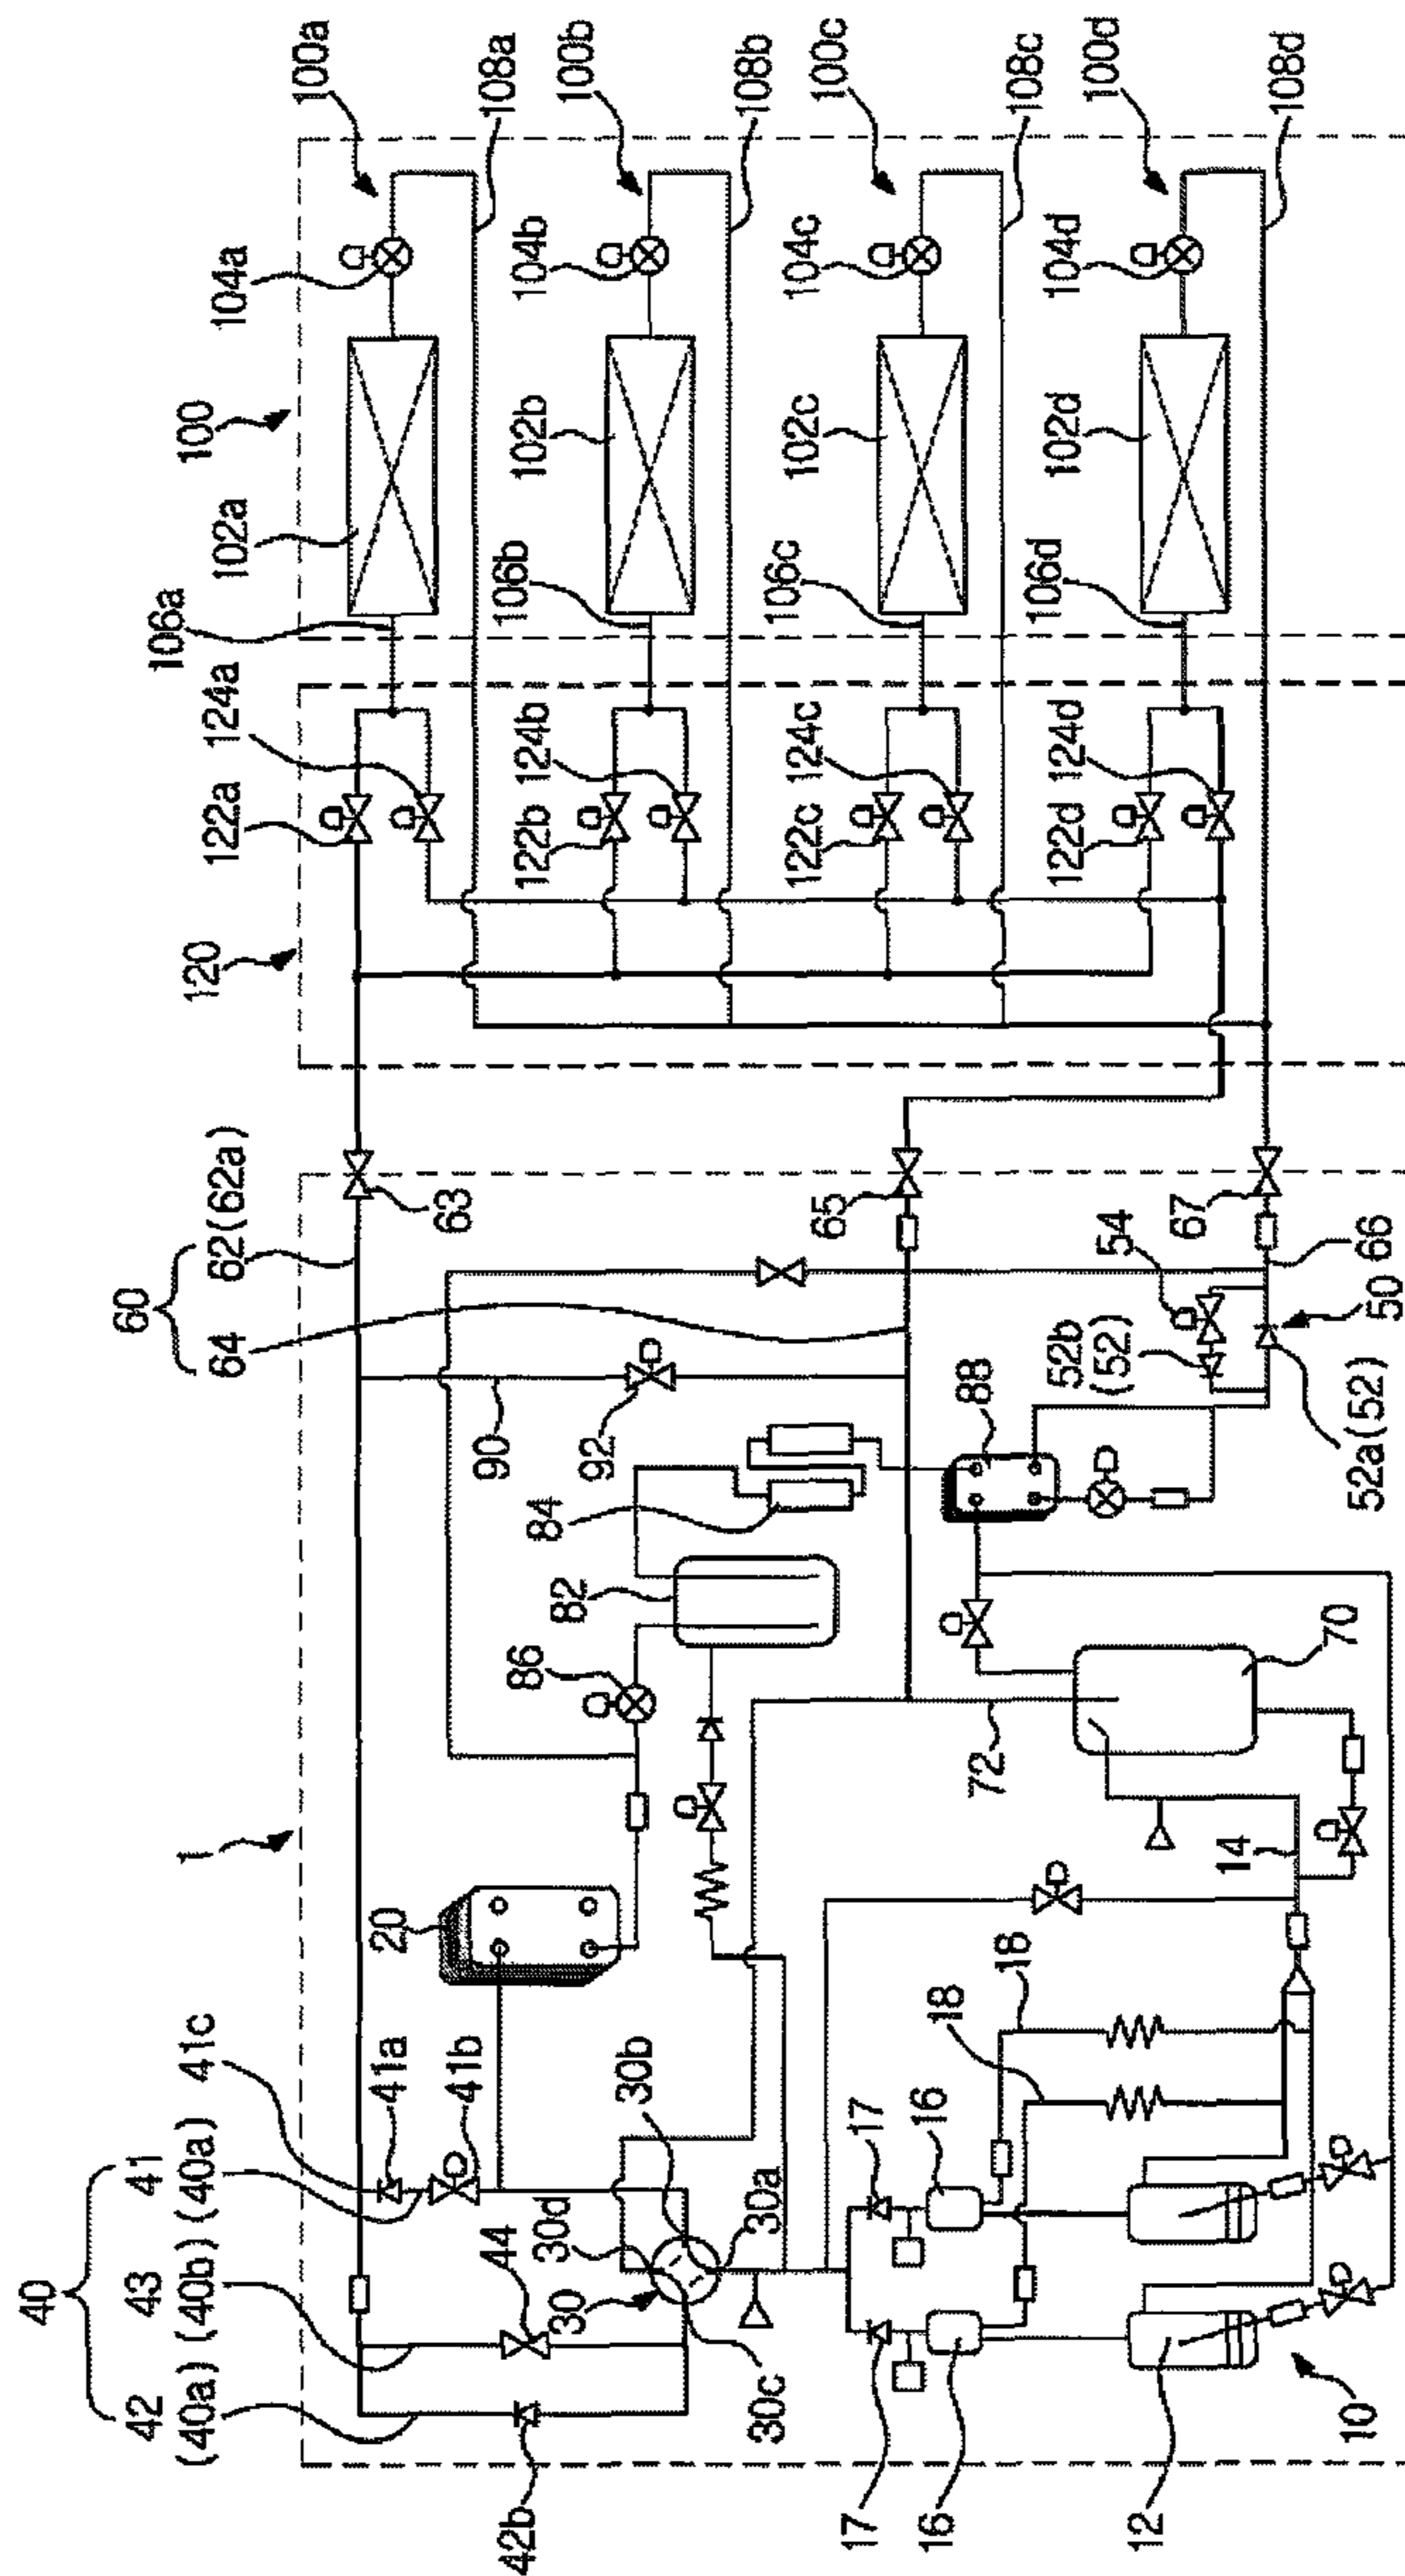 40
42 43 41 41c
(40a) (40b) (40a)
41a
41b
42b
44
30d
30b
30
30a
30c
17
17
16
16
18
18
12
10
14
1
20
86
82
84
72
70
88
90
92
60
62(62a)
64
63
65
67
54
52b
(52)
66
50
52a(52)
120
122a
124a
122b
124b
122c
124c
122d
124d
106a
106b
106c
106d
100
102a
102b
102c
102d
104a
104b
104c
104d
100a
108a
100b
108b
100c
108c
100d
108d